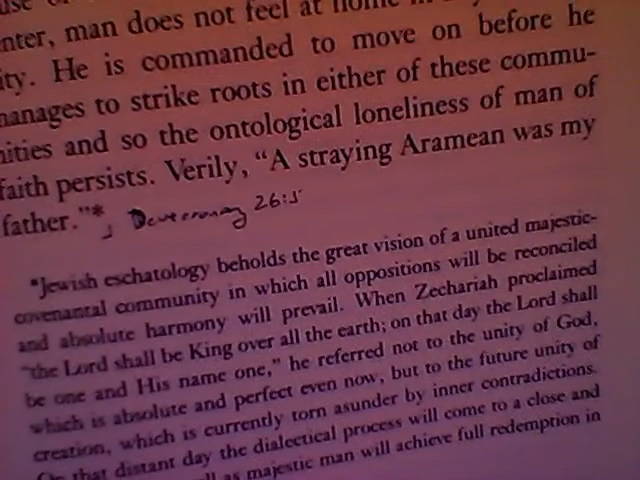 man does not feel at home in
ity. He is commanded to move on before he
manages to strike roots in either of these commu-
nities and so the ontological loneliness of man of
faith persists. Verily, “A straying Aramean was my
father.”* Deuteronomy 26:5
*Jewish eschatology beholds the great vision of a united majestic-
covenantal community in which all oppositions will be reconciled
and absolute harmony will prevail. When Zechariah proclaimed
“the Lord shall be King over all the earth; on that day the Lord shall
be one and His name one,” he referred not to the unity of God,
which is absolute and perfect even now, but to the future unity of
creation, which is currently torn asunder by inner contradictions.
On that distant day the dialectical process will come to a close and
as majestic man will achieve full redemption in